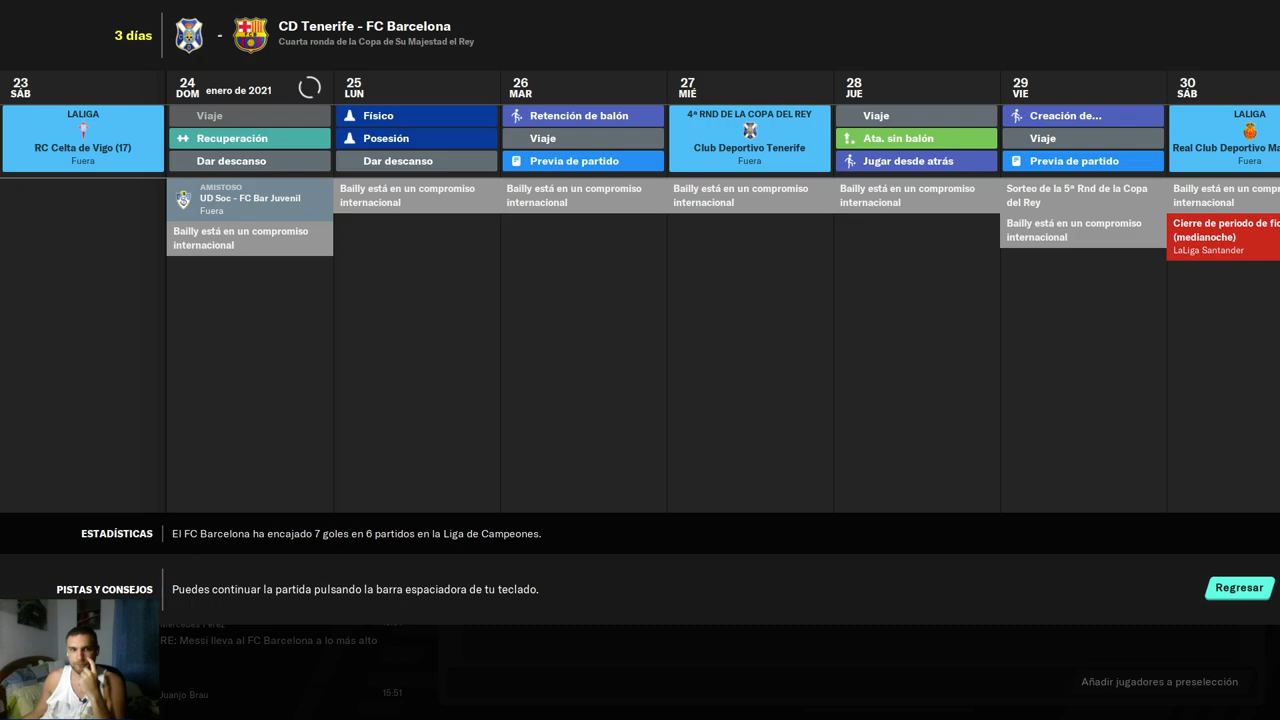 3 días
-
CD Tenerife - FC Barcelona
Cuarta ronda de la Copa de Su Majestad el Rey
23
SÁB
24
DOM enero de 2021
25
LUN
26
MAR
27
MIÉ
28
JUE
29
VIE
30
SÁB
LALIGA
RC Celta de Vigo (17)
Fuera
Viaje
Recuperación
Dar descanso
AMISTOSO
UD Soc - FC Bar Juvenil
Fuera
Bailly está en un compromiso
internacional
Físico
Posesión
Dar descanso
Bailly está en un compromiso
internacional
Retención de balón
Viaje
Previa de partido
Bailly está en un compromiso
internacional
4ª RND DE LA COPA DEL REY
Club Deportivo Tenerife
Fuera
Bailly está en un compromiso
internacional
Viaje
Ata. sin balón
Jugar desde atrás
Bailly está en un compromiso
internacional
Creación de...
Viaje
Previa de partido
Sorteo de la 5ª Rnd de la Copa
del Rey
Bailly está en un compromiso
internacional
LALIGA
Real Club Deportivo Ma
Fuera
Bailly está en un comp
internacional
Cierre de periodo de fic
(medianoche)
LaLiga Santander
ESTADÍSTICAS
El FC Barcelona ha encajado 7 goles en 6 partidos en la Liga de Campeones.
PISTAS Y CONSEJOS
Puedes continuar la partida pulsando la barra espaciadora de tu teclado.
Regresar
Mercedes Pérez
RE: Messi lleva al FC Barcelona a lo más alto
Juanjo Brau
15:51
Añadir jugadores a preselección